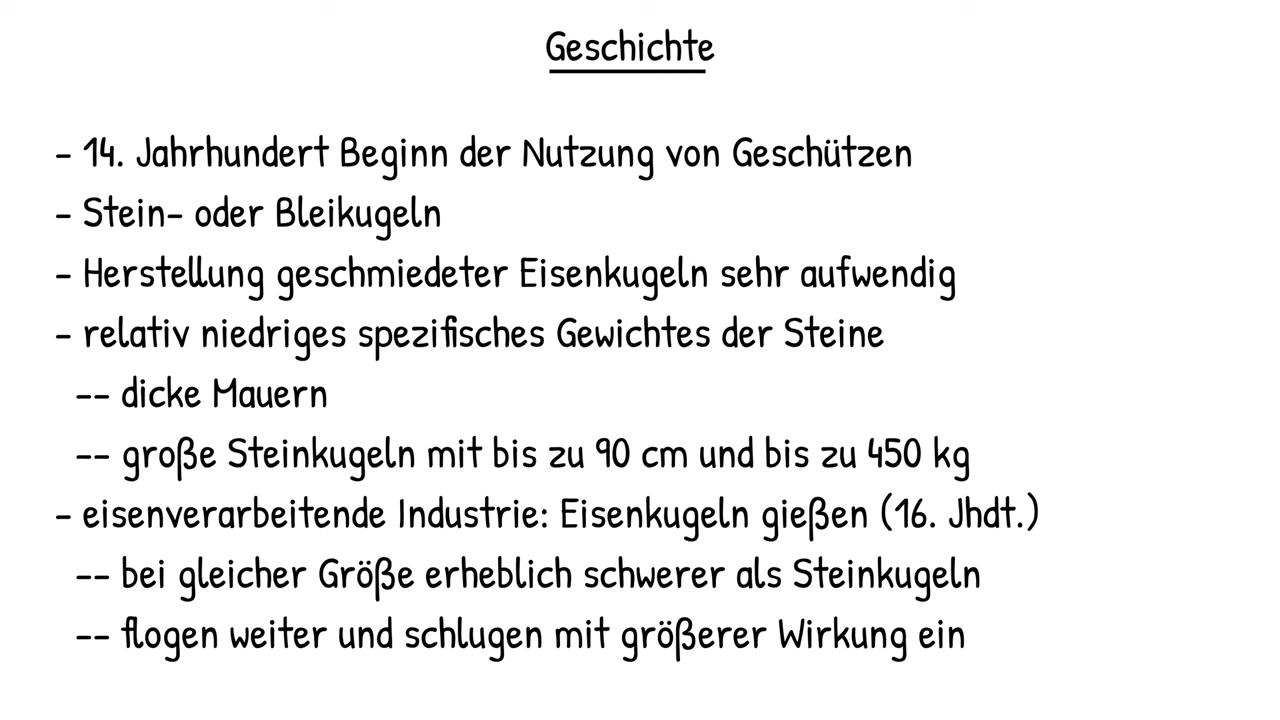 Geschichte
- 14. Jahrhundert Beginn der Nutzung von Geschützen
- Stein- oder Bleikugeln
- Herstellung geschmiedeter Eisenkugeln sehr aufwendig
- relativ niedriges spezifisches Gewichtes der Steine
-- dicke Mauern
-- große Steinkugeln mit bis zu 90 cm und bis zu 450 kg
- eisenverarbeitende Industrie: Eisenkugeln gießen (16. Jhdt.)
-- bei gleicher Größe erheblich schwerer als Steinkugeln
-- flogen weiter und schlugen mit größerer Wirkung ein